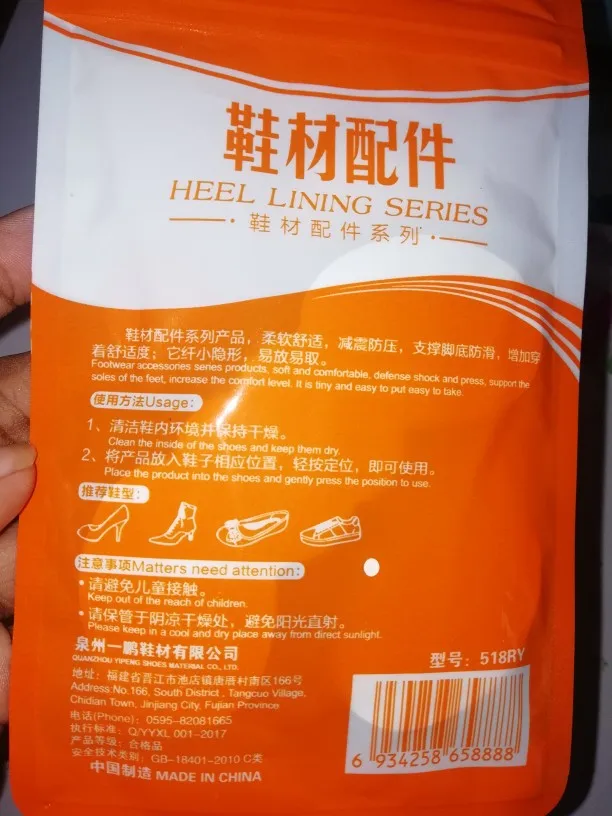 鞋材配件
HEEL LINING SERIES
鞋材配件系列
鞋材配件系列产品，柔软舒适，减震防压，支撑脚底防滑，增加穿
着舒适度；它纤小隐形，易放易取。
Footwear accessories series products, soft and comfortable, defense shock and press, support the
soles of the feet, increase the comfort level. It is tiny and easy to put easy to take.
使用方法Usage:
1、清洁鞋内环境并保持干燥。
Clean the inside of the shoes and keep them dry.
2、将产品放入鞋子相应位置，轻按定位，即可使用。
Place the product into the shoes and gently press the position to use.
推荐鞋型:
注意事项Matters need attention:
• 请避免儿童接触。
Keep out of the reach of children.
• 请保管于阴凉干燥处，避免阳光直射。
Please keep in a cool and dry place away from direct sunlight.
泉州一鹏鞋材有限公司
QUANZHOU YIPENG SHOES MATERIAL CO., LTD.
型号: 518RY
地址: 福建省晋江市池店镇唐厝村南区166号
Address:No.166, South District , Tangcuo Village,
Chidian Town, Jinjiang City, Fujian Province
电话(Phone): 0595-82081665
执行标准: Q/YYXL 001-2017
产品等级: 合格品
安全技术类别: GB-18401-2010 C类
中国制造 MADE IN CHINA
6 934258 658888